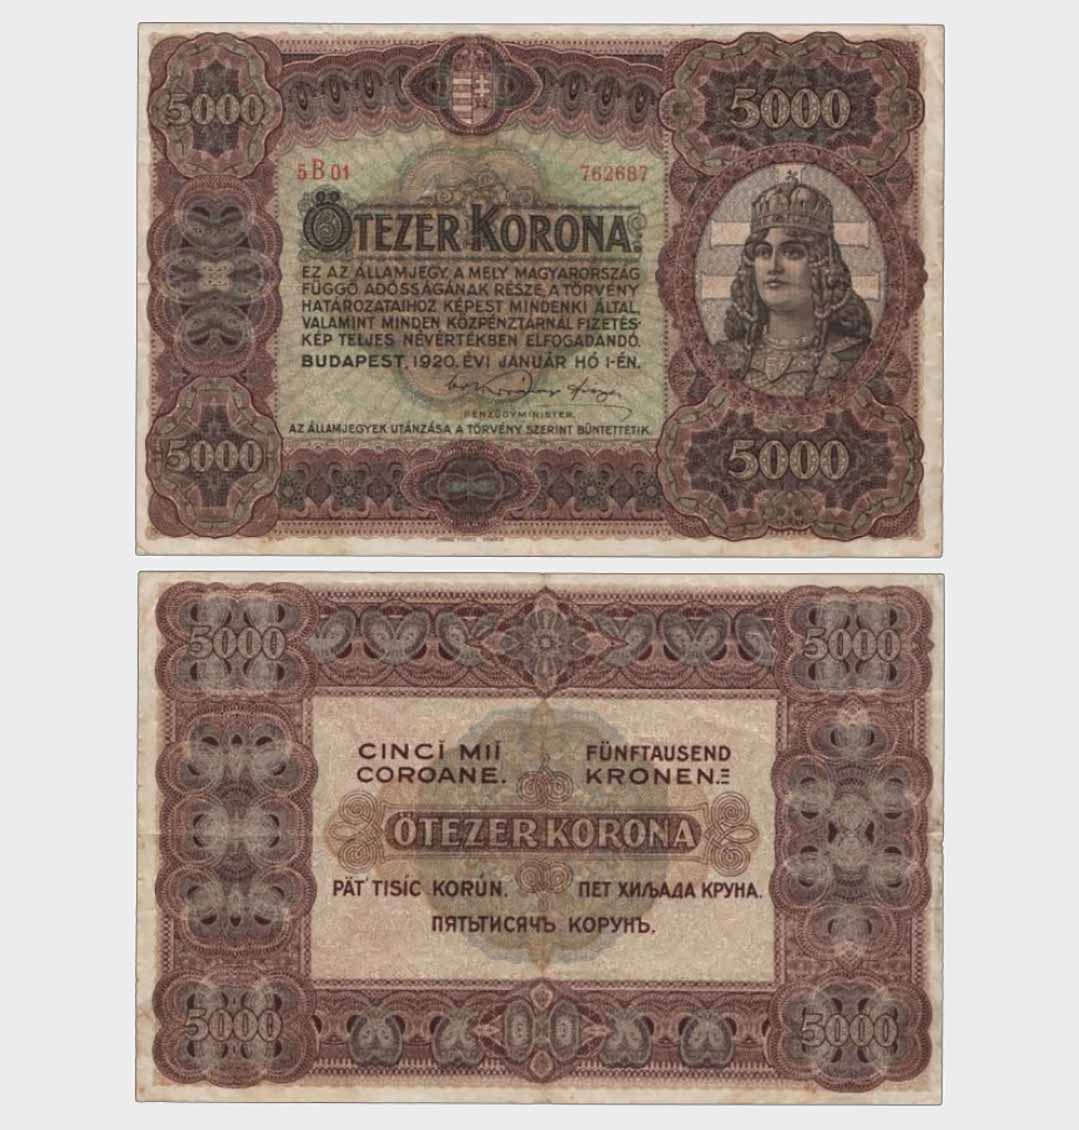 5000
5000
5B 01
762687
ÖTEZER KORONA.
EZ AZ ÁLLAMJEGY, A MELY MAGYARORSZÁG
FÜGGŐ ADÓSSÁGÁNAK RÉSZE, A TÖRVÉNY
HATÁROZATAIHOZ KÉPEST MINDENKI ÁLTAL,
VALAMINT MINDEN KÖZPÉNZTÁRNÁL FIZETÉS-
KÉP TELJES NÉVÉRTÉKBEN ELFOGADANDÓ.
BUDAPEST, 1920. ÉVI JANUÁR HÓ 1-ÉN.
PÉNZÜGYMINISTER.
AZ ÁLLAMJEGYEK UTÁNZÁSA A TÖRVÉNY SZERINT BÜNTETTETIK.
5000
5000
5000
5000
CINCĬ MIĬ
COROANE.
FÜNFTAUSEND
KRONEN.
ÖTEZER KORONA
PÄŤ TISÍC KORÚN.
ПЕТ ХИЉАДА КРУНА.
ПЯТЬТИСЯЧЪ КОРУНЪ.
5000
5000